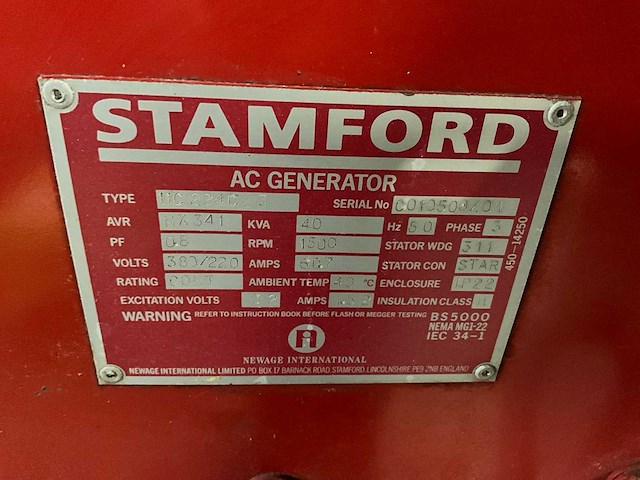 STAMFORD
AC GENERATOR
TYPE SERIAL No
AVR KVA 40 Hz 50 PHASE 3
PF 0.8 RPM 1500 STATOR WDG 311
VOLTS 380/220 AMPS STATOR CON STAR
RATING AMBIENT TEMP °C ENCLOSURE IP22
EXCITATION VOLTS AMPS INSULATION CLASS H
WARNING REFER TO INSTRUCTION BOOK BEFORE FLASH OR MEGGER TESTING BS5000
NEMA MG1-22
IEC 34-1
450-14250
NEWAGE INTERNATIONAL
NEWAGE INTERNATIONAL LIMITED PO BOX 17 BARNACK ROAD, STAMFORD, LINCOLNSHIRE PE9 2NB ENGLAND